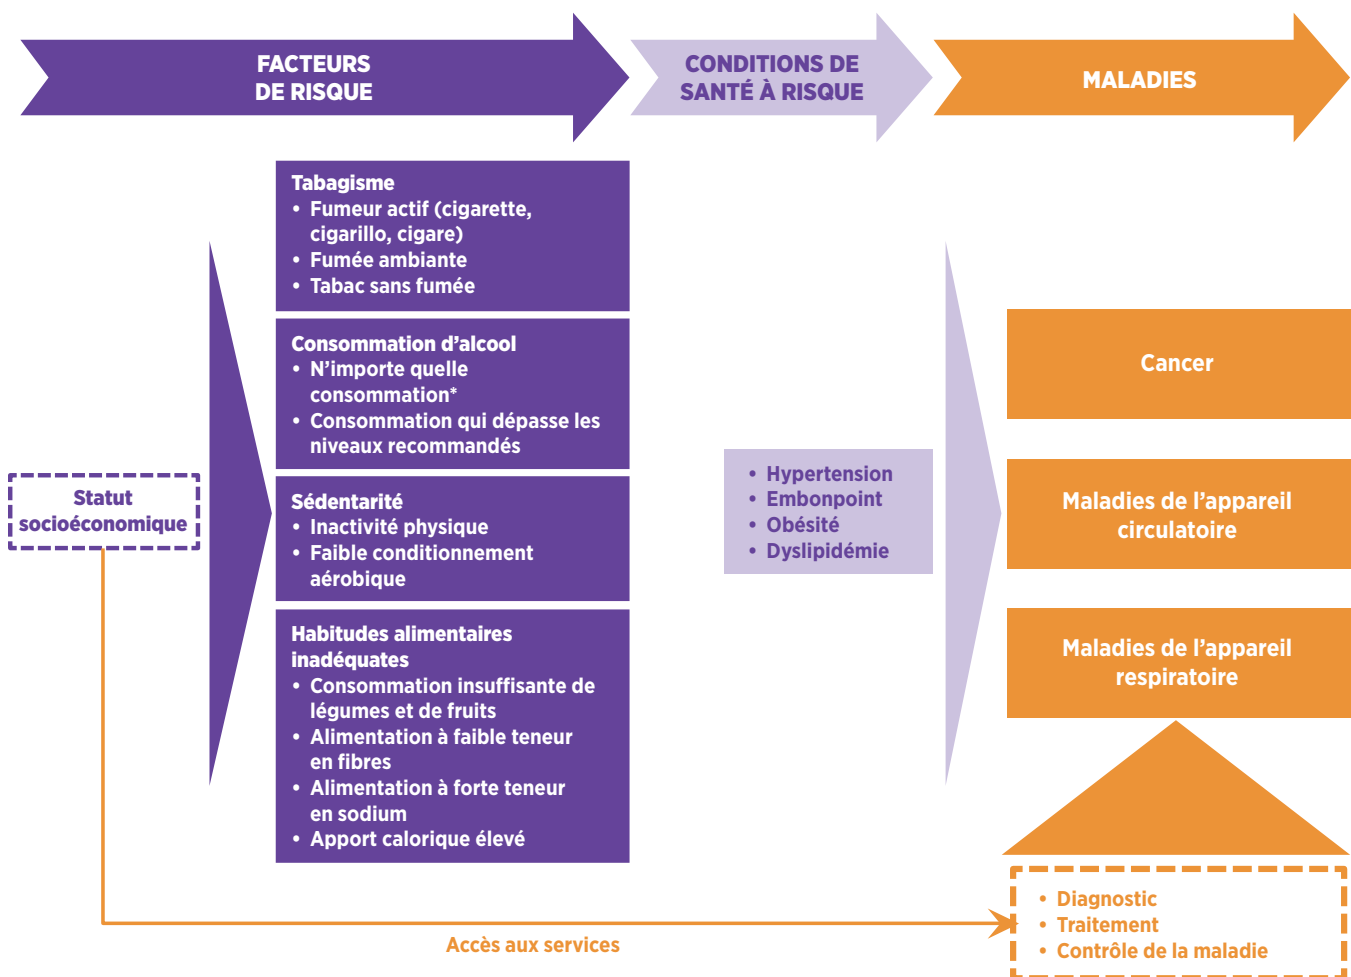 FACTEURS
DE RISQUE
CONDITIONS DE
SANTÉ À RISQUE
MALADIES
Statut
socioéconomique
Tabagisme
• Fumeur actif (cigarette,
cigarillo, cigare)
• Fumée ambiante
• Tabac sans fumée
Consommation d’alcool
• N’importe quelle
consommation*
• Consommation qui dépasse les
niveaux recommandés
Sédentarité
• Inactivité physique
• Faible conditionnement
aérobique
Habitudes alimentaires
inadéquates
• Consommation insuffisante de
légumes et de fruits
• Alimentation à faible teneur
en fibres
• Alimentation à forte teneur
en sodium
• Apport calorique élevé
• Hypertension
• Embonpoint
• Obésité
• Dyslipidémie
Cancer
Maladies de l’appareil
circulatoire
Maladies de l’appareil
respiratoire
Accès aux services
• Diagnostic
• Traitement
• Contrôle de la maladie